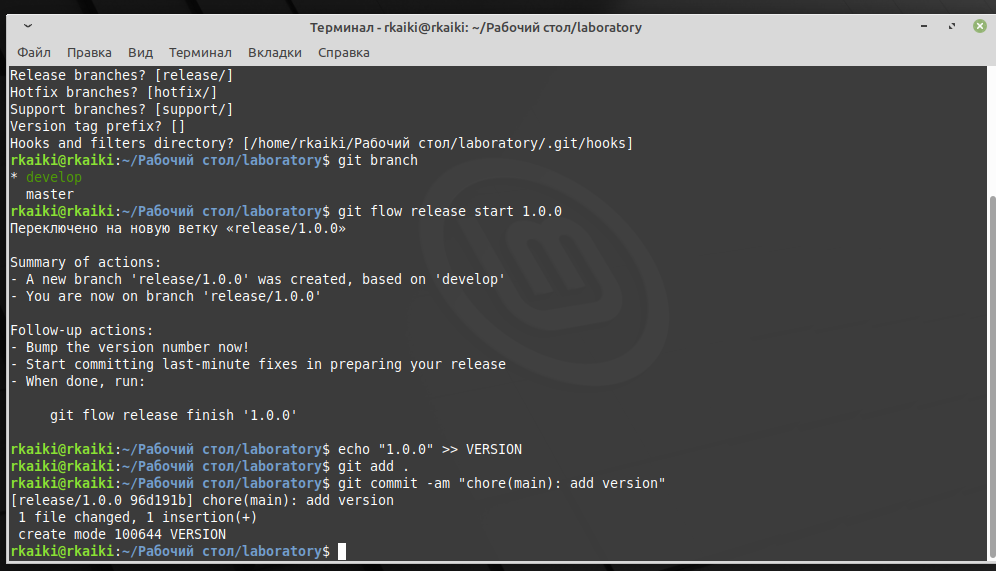 Терминал - rkaiki@rkaiki: ~/Рабочий стол/laboratory
Файл Правка Вид Терминал Вкладки Справка
Release branches? [release/]
Hotfix branches? [hotfix/]
Support branches? [support/]
Version tag prefix? []
Hooks and filters directory? [/home/rkaiki/Рабочий стол/laboratory/.git/hooks]
rkaiki@rkaiki:~/Рабочий стол/laboratory$ git branch
* develop
  master
rkaiki@rkaiki:~/Рабочий стол/laboratory$ git flow release start 1.0.0
Переключено на новую ветку «release/1.0.0»

Summary of actions:
- A new branch 'release/1.0.0' was created, based on 'develop'
- You are now on branch 'release/1.0.0'

Follow-up actions:
- Bump the version number now!
- Start committing last-minute fixes in preparing your release
- When done, run:

     git flow release finish '1.0.0'

rkaiki@rkaiki:~/Рабочий стол/laboratory$ echo "1.0.0" >> VERSION
rkaiki@rkaiki:~/Рабочий стол/laboratory$ git add .
rkaiki@rkaiki:~/Рабочий стол/laboratory$ git commit -am "chore(main): add version"
[release/1.0.0 96d191b] chore(main): add version
 1 file changed, 1 insertion(+)
 create mode 100644 VERSION
rkaiki@rkaiki:~/Рабочий стол/laboratory$